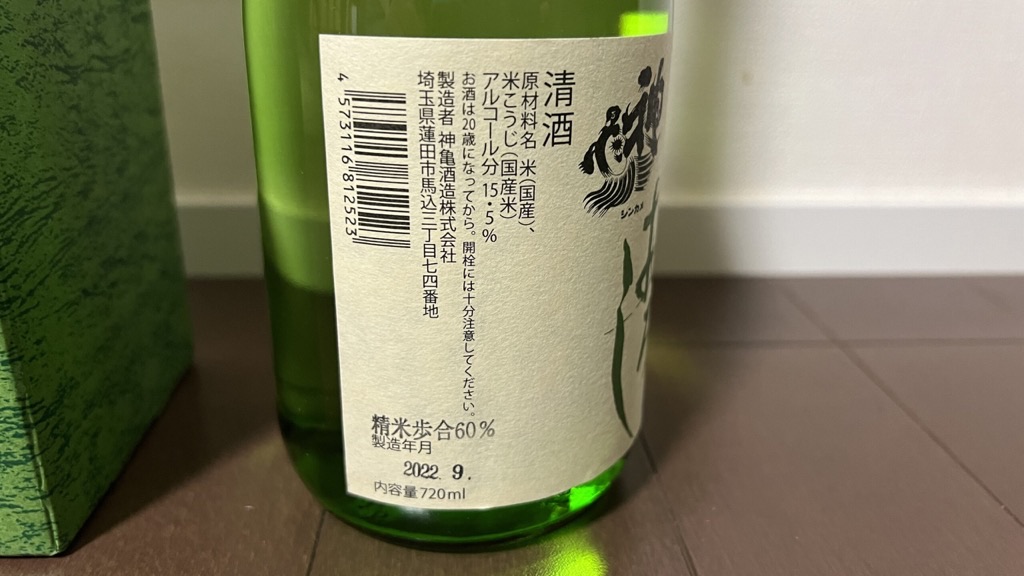 神
シンカメ
清酒
原材料名 米(国産)、
米こうじ(国産米)
アルコール分 15・5%
お酒は20歳になってから。開栓には十分注意してください。
製造者 神亀酒造株式会社
埼玉県蓮田市馬込三丁目七四番地
4 573116 812523
精米歩合60%
製造年月
2022. 9.
内容量720ml